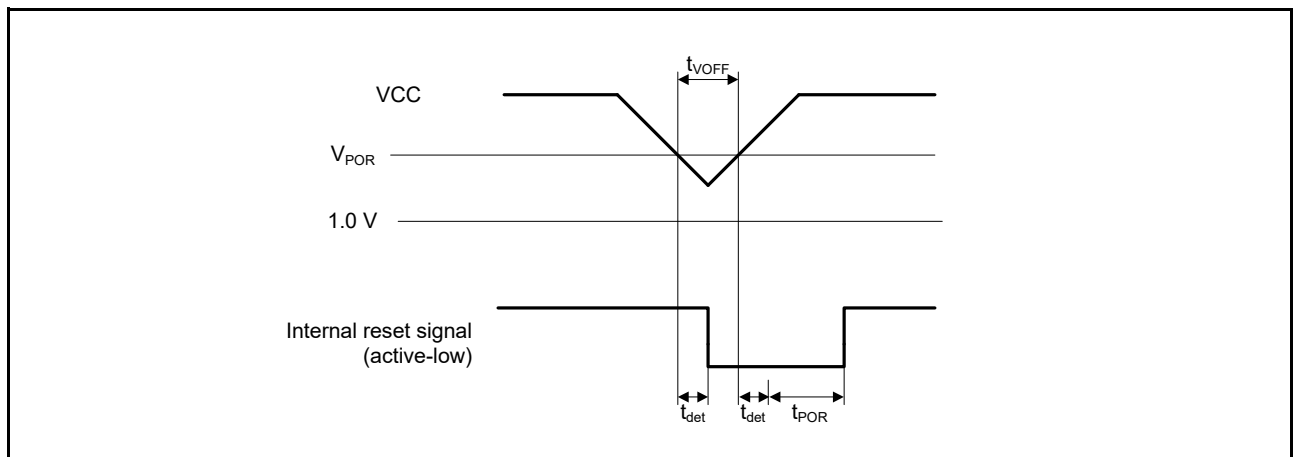 tVOFF
VCC
VPOR
1.0 V
Internal reset signal
(active-low)
tdet
tdet
tPOR